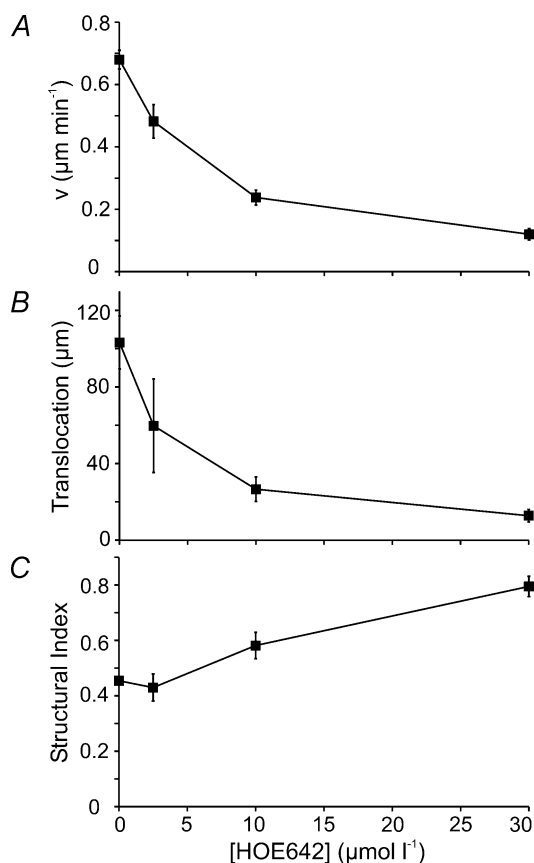 A
0.8
0.6
0.4
0.2
0
v (µm min⁻¹)
B
120
80
40
0
Translocation (µm)
C
0.8
0.6
0.4
0.2
0
Structural Index
0 5 10 15 20 25 30
[HOE642] (µmol l⁻¹)